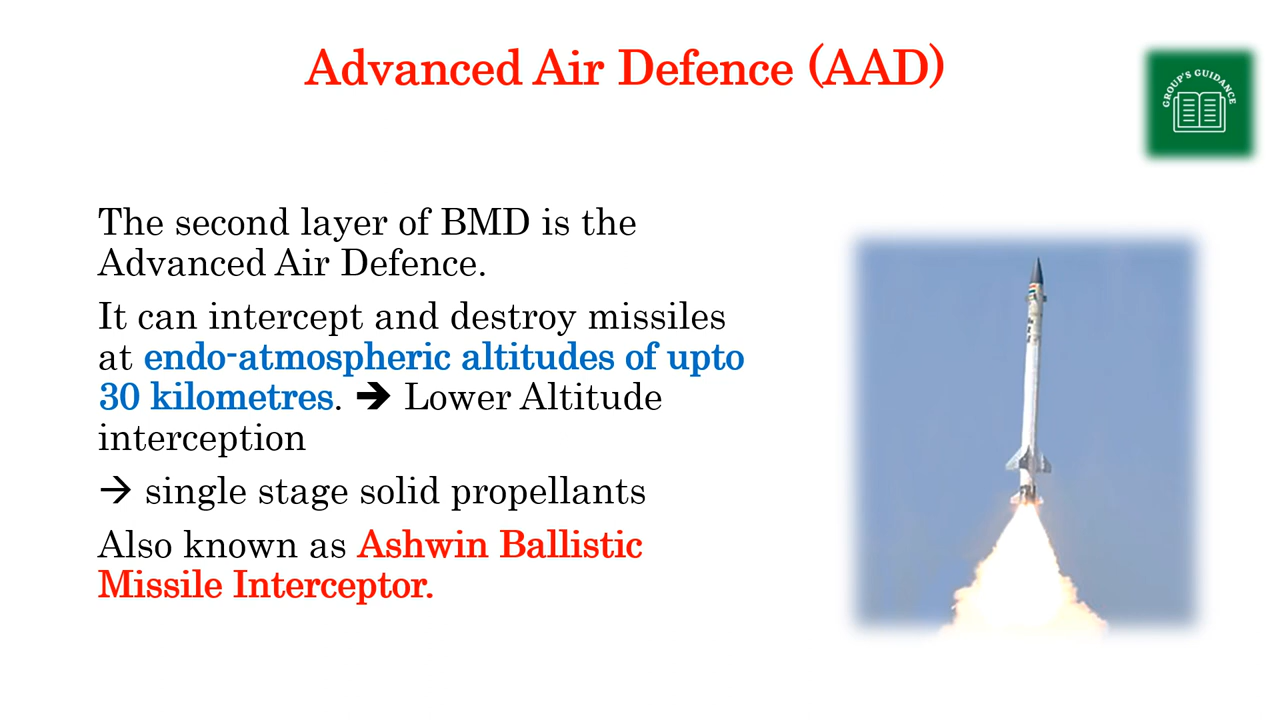 Advanced Air Defence (AAD)
GROUP'S GUIDANCE
The second layer of BMD is the
Advanced Air Defence.
It can intercept and destroy missiles
at endo-atmospheric altitudes of upto
30 kilometres. ➔ Lower Altitude
interception
→ single stage solid propellants
Also known as Ashwin Ballistic
Missile Interceptor.